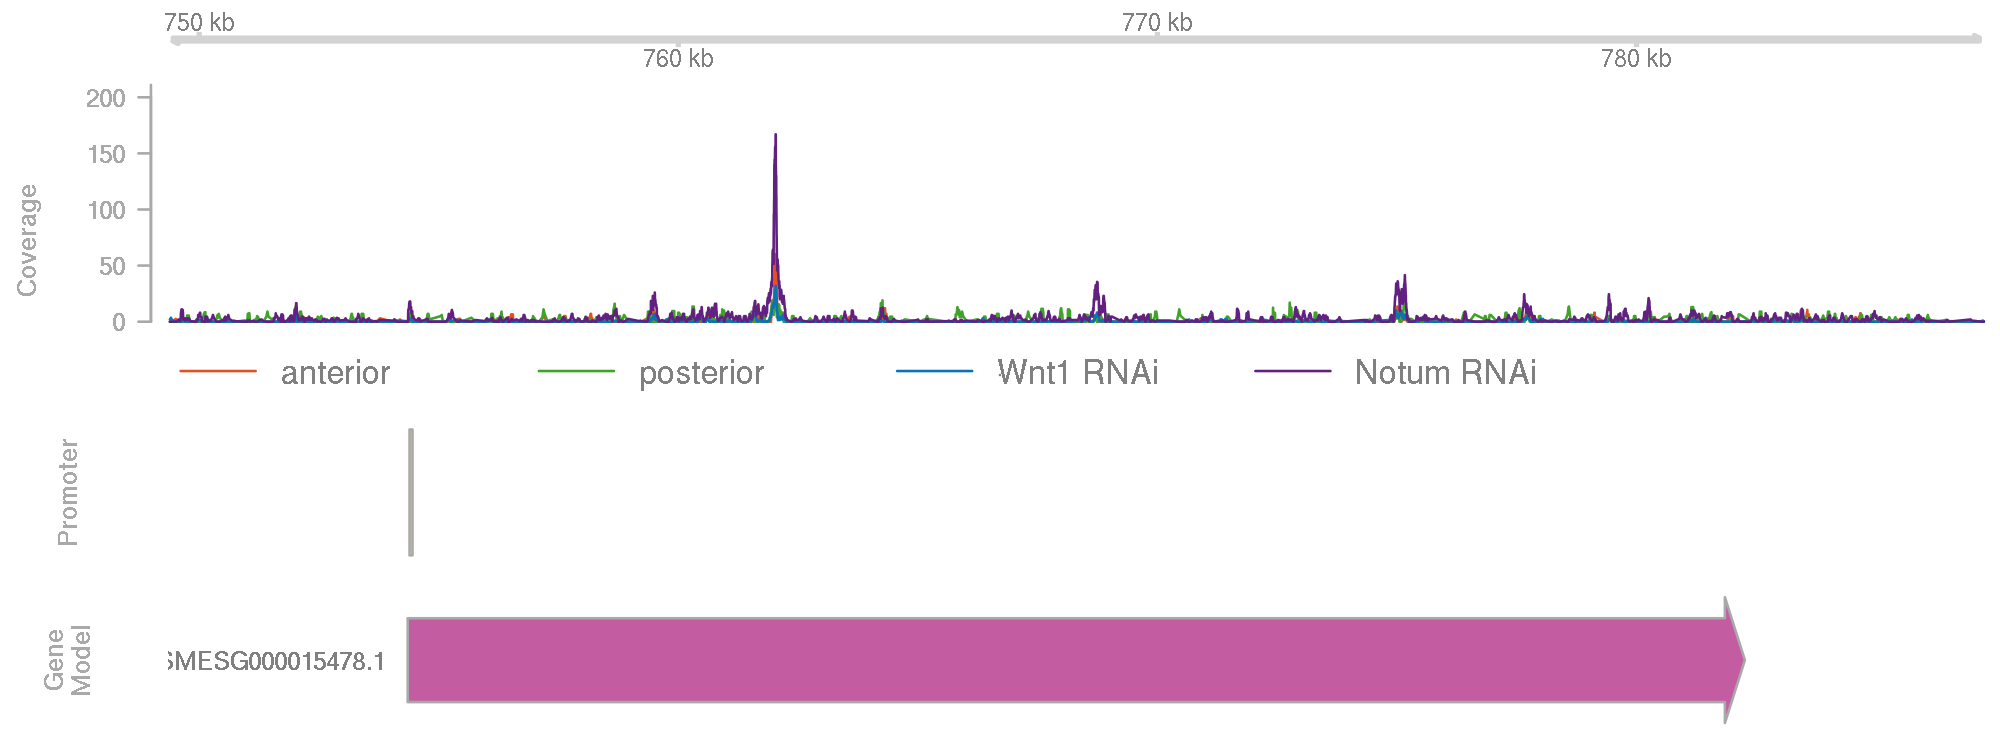 750 kb
770 kb
760 kb
780 kb
Coverage
200
150
100
50
0
anterior posterior Wnt1 RNAi Notum RNAi
Promoter
Gene
Model
SMESG000015478.1